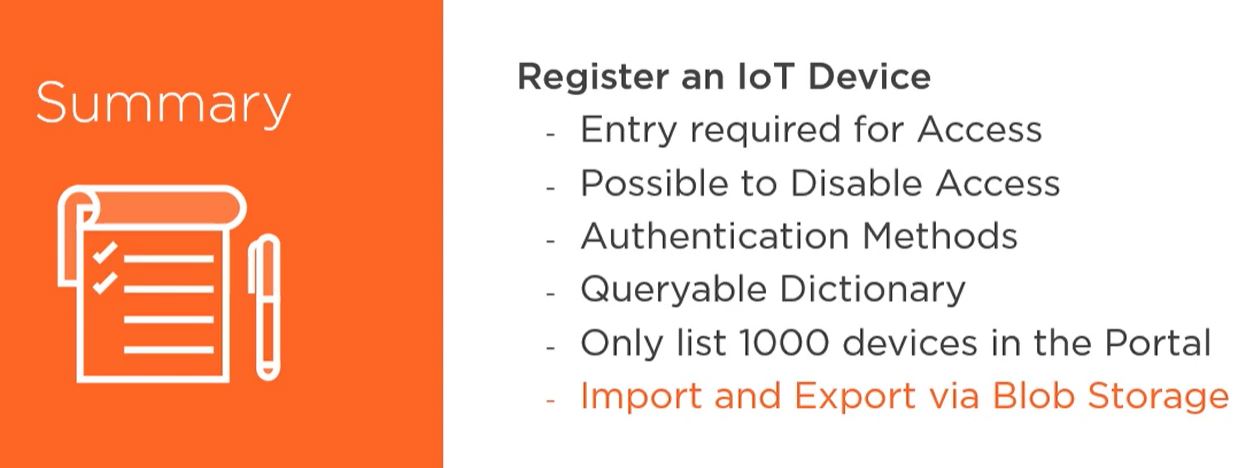 Summary
Register an IoT Device
- Entry required for Access
- Possible to Disable Access
- Authentication Methods
- Queryable Dictionary
- Only list 1000 devices in the Portal
- Import and Export via Blob Storage